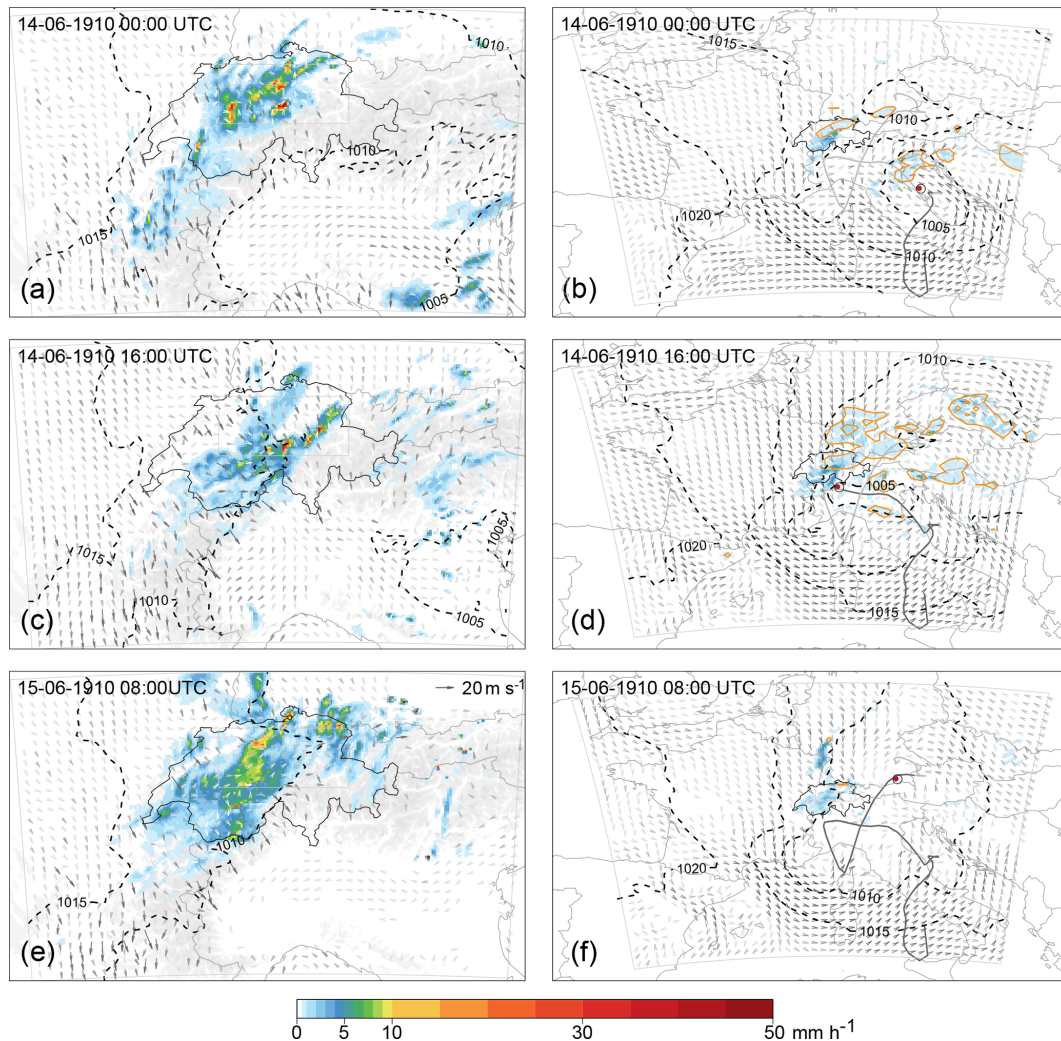 14-06-1910 00:00 UTC
1010
1010
1015
1005
(a)
14-06-1910 00:00 UTC
1015
1010
1020
1005
1010
(b)
14-06-1910 16:00 UTC
1005
1015
1010
1005
(c)
14-06-1910 16:00 UTC
1010
1005
1020
1015
(d)
15-06-1910 08:00UTC
20 m s⁻¹
1010
1015
(e)
15-06-1910 08:00 UTC
1020
1010
1015
(f)
0 5 10 30 50 mm h⁻¹